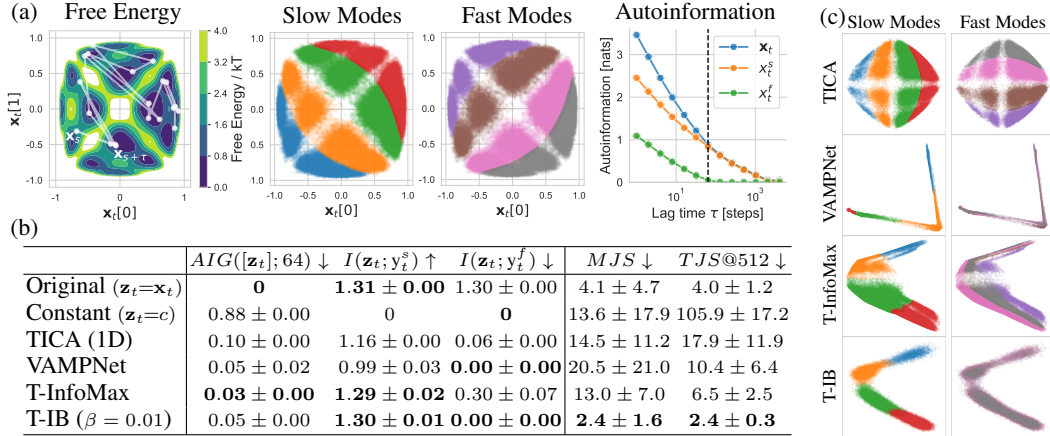 (a) Free Energy
Slow Modes
Fast Modes
Autoinformation
x_t[1]
1.0
0.5
0.0
-0.5
-1.0
-1 0 1
x_t[0]
x_s
x_{s+τ}
4.0
3.2
2.4
1.6
0.8
0.0
Free Energy / kT
1.0
0.5
0.0
-0.5
-1.0
-1.0 -0.5 0.0 0.5 1.0
x_t[0]
1.0
0.5
0.0
-0.5
-1.0
-1.0 -0.5 0.0 0.5 1.0
x_t[0]
Autoinformation [nats]
3
2
1
0
x_t
x_t^s
x_t^f
10^1 10^3
Lag time τ [steps]
(b)
AIG([z_t]; 64) ↓ I(z_t; y_t^s) ↑ I(z_t; y_t^f) ↓ MJS ↓ TJS@512 ↓
Original (z_t=x_t) 0 1.31 ± 0.00 1.30 ± 0.00 4.1 ± 4.7 4.0 ± 1.2
Constant (z_t=c) 0.88 ± 0.00 0 0 13.6 ± 17.9 105.9 ± 17.2
TICA (1D) 0.10 ± 0.00 1.16 ± 0.00 0.06 ± 0.00 14.5 ± 11.2 17.9 ± 11.9
VAMPNet 0.05 ± 0.02 0.99 ± 0.03 0.00 ± 0.00 20.5 ± 21.0 10.4 ± 6.4
T-InfoMax 0.03 ± 0.00 1.29 ± 0.02 0.30 ± 0.07 13.0 ± 7.0 6.5 ± 2.5
T-IB (β = 0.01) 0.05 ± 0.00 1.30 ± 0.01 0.00 ± 0.00 2.4 ± 1.6 2.4 ± 0.3
(c)
Slow Modes Fast Modes
TICA
VAMPNet
T-InfoMax
T-IB